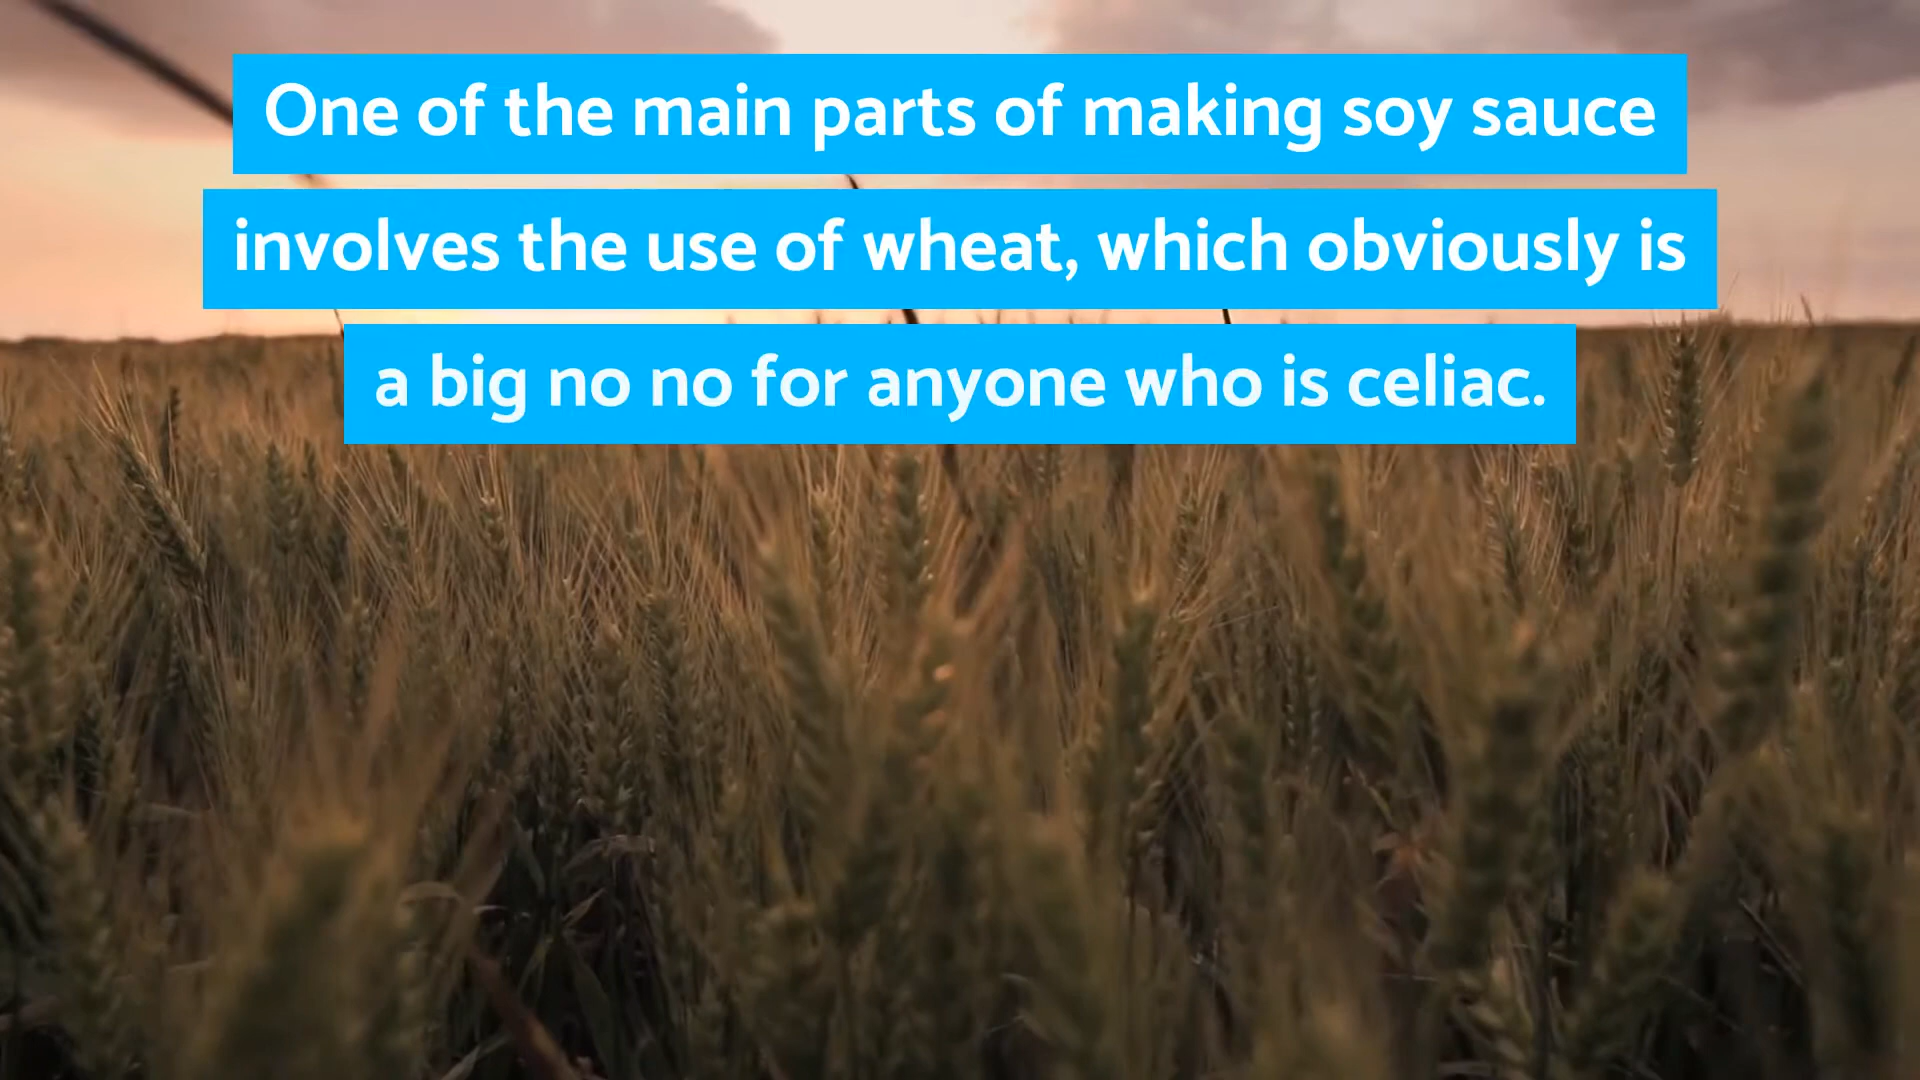 One of the main parts of making soy sauce
involves the use of wheat, which obviously is
a big no no for anyone who is celiac.